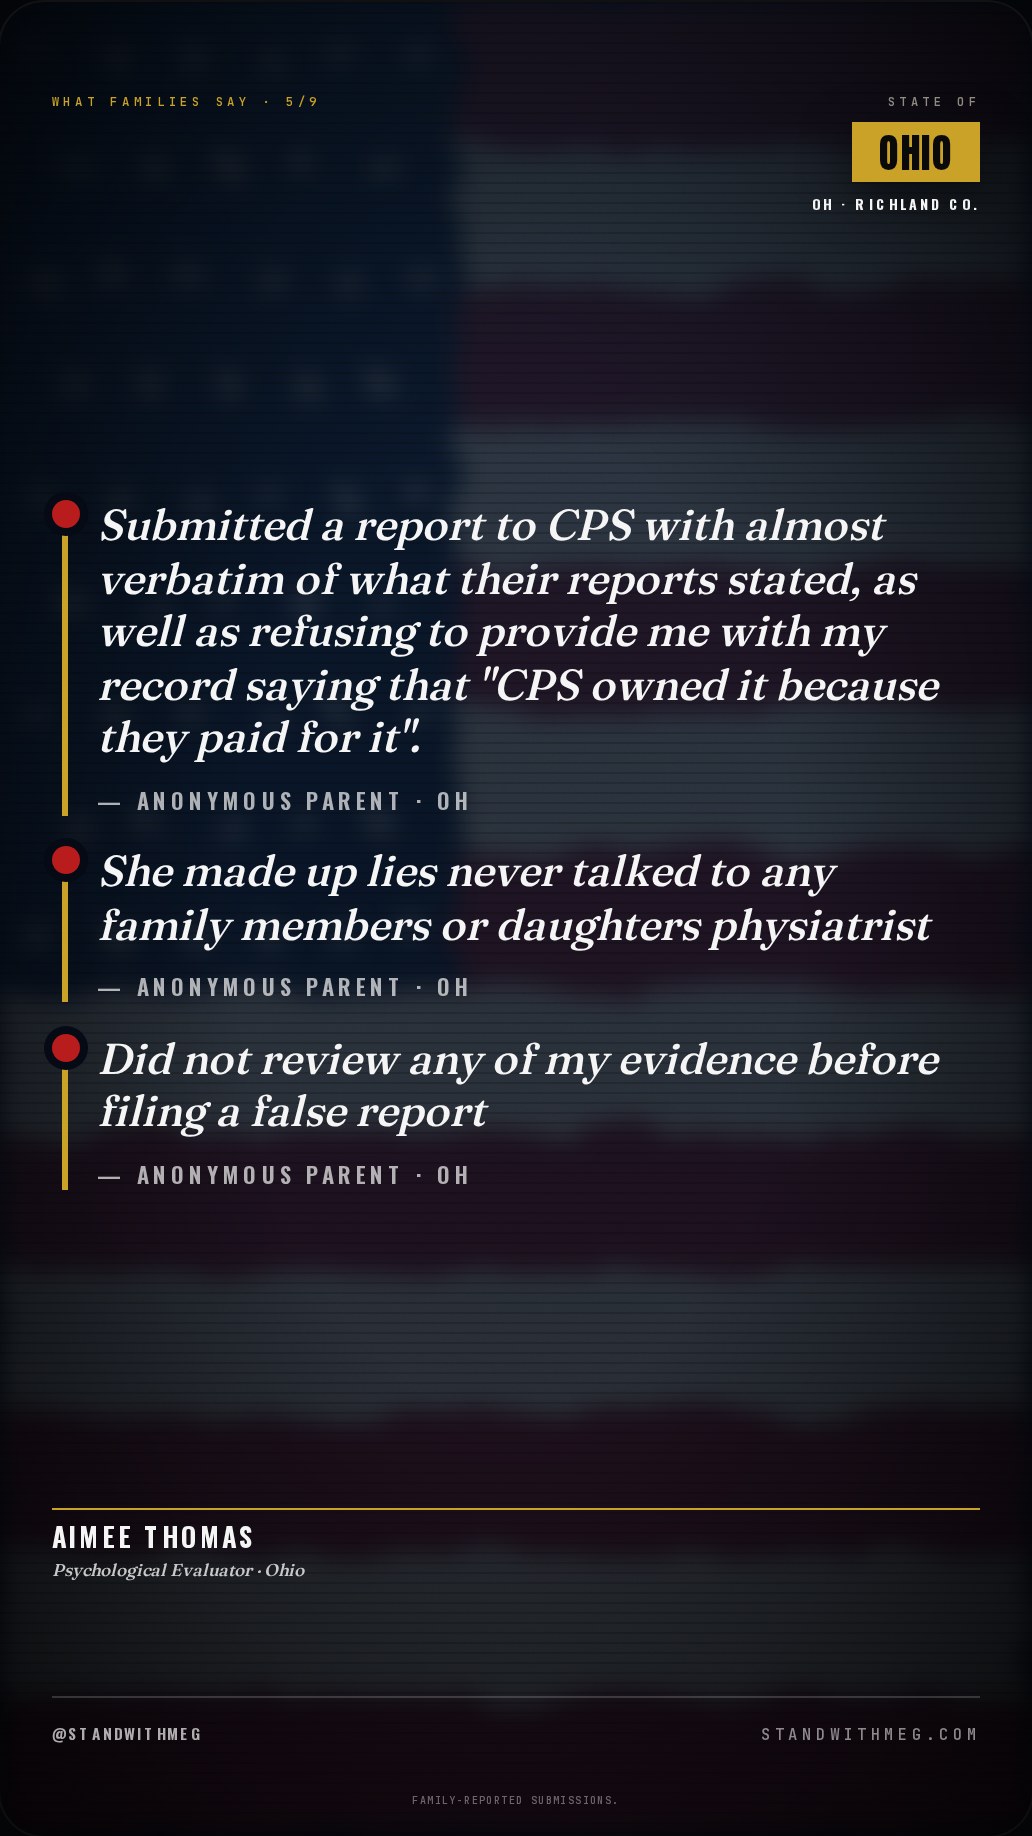 WHAT FAMILIES SAY · 5/9
STATE OF
OHIO
OH · RICHLAND CO.
Submitted a report to CPS with almost
verbatim of what their reports stated, as
well as refusing to provide me with my
record saying that "CPS owned it because
they paid for it".
— ANONYMOUS PARENT · OH
She made up lies never talked to any
family members or daughters physiatrist
— ANONYMOUS PARENT · OH
Did not review any of my evidence before
filing a false report
— ANONYMOUS PARENT · OH
AIMEE THOMAS
Psychological Evaluator · Ohio
@STANDWITHMEG
STANDWITHMEG.COM
FAMILY-REPORTED SUBMISSIONS.